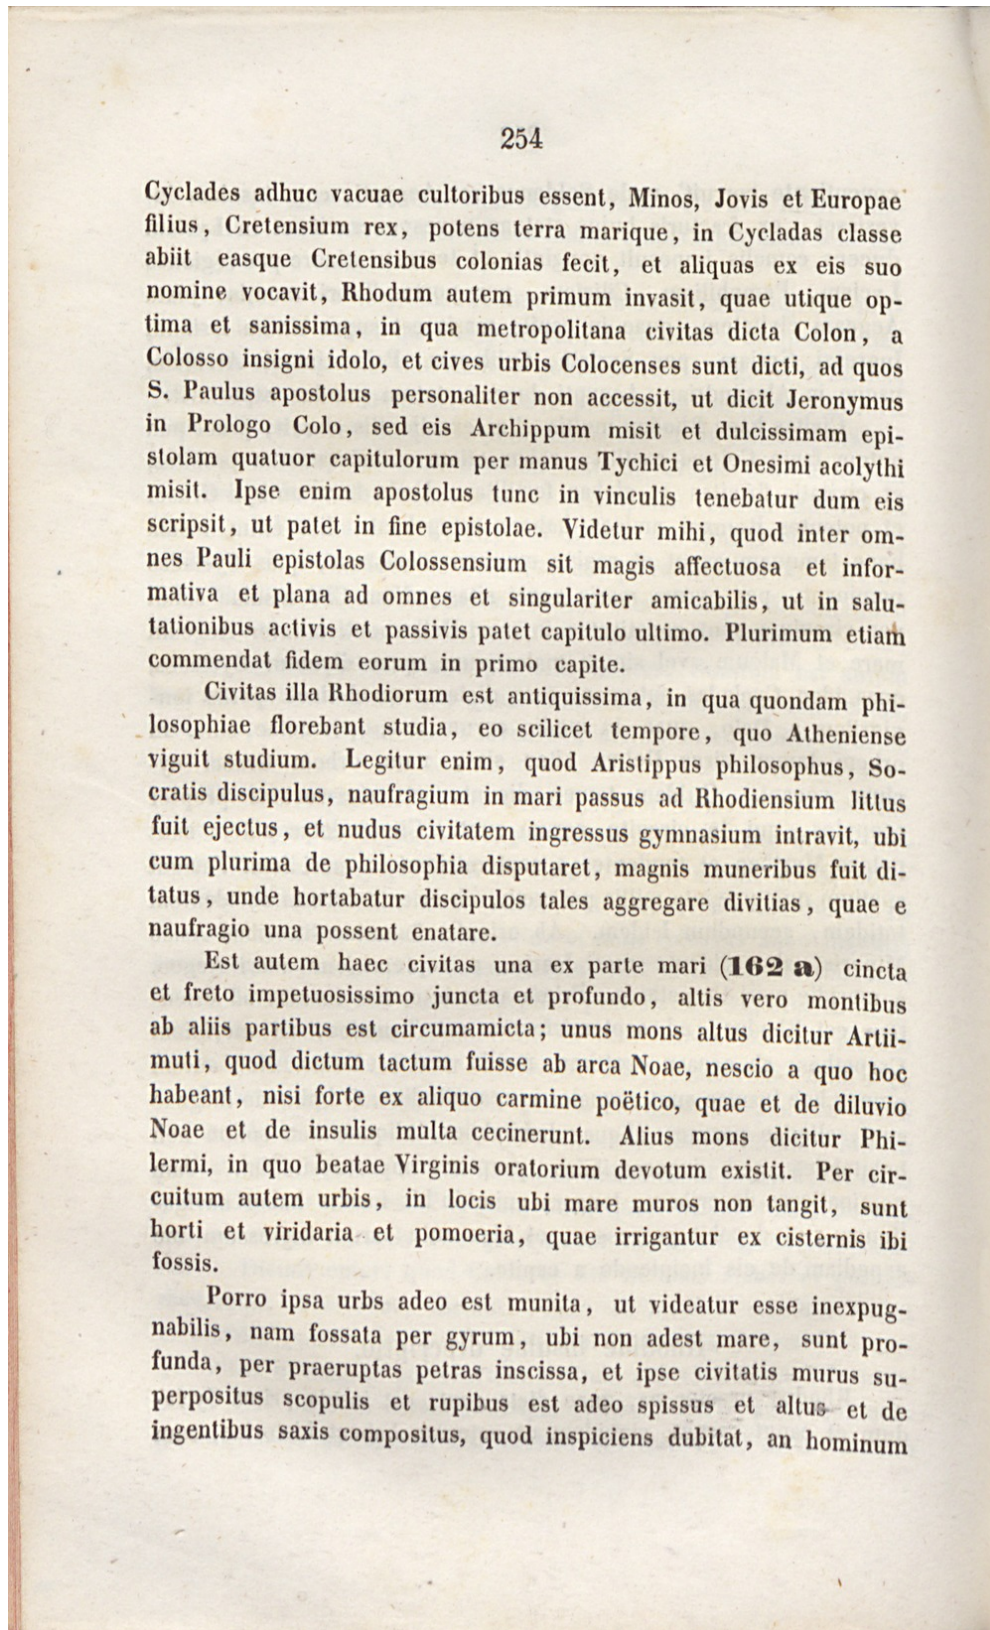 254
Cyclades adhuc vacuae cultoribus essent, Minos, Jovis et Europae
filius, Cretensium rex, potens terra marique, in Cycladas classe
abiit easque Cretensibus colonias fecit, et aliquas ex eis suo
nomine vocavit, Rhodum autem primum invasit, quae utique op-
tima et sanissima, in qua metropolitana civitas dicta Colon, a
Colosso insigni idolo, et cives urbis Colocenses sunt dicti, ad quos
S. Paulus apostolus personaliter non accessit, ut dicit Jeronymus
in Prologo Colo, sed eis Archippum misit et dulcissimam epi-
stolam quatuor capitulorum per manus Tychici et Onesimi acolythi
misit. Ipse enim apostolus tunc in vinculis tenebatur dum eis
scripsit, ut patet in fine epistolae. Videtur mihi, quod inter om-
nes Pauli epistolas Colossensium sit magis affectuosa et infor-
mativa et plana ad omnes et singulariter amicabilis, ut in salu-
tationibus activis et passivis patet capitulo ultimo. Plurimum etiam
commendat fidem eorum in primo capite.
Civitas illa Rhodiorum est antiquissima, in qua quondam phi-
losophiae florebant studia, eo scilicet tempore, quo Atheniense
viguit studium. Legitur enim, quod Aristippus philosophus, So-
cratis discipulus, naufragium in mari passus ad Rhodiensium littus
fuit ejectus, et nudus civitatem ingressus gymnasium intravit, ubi
cum plurima de philosophia disputaret, magnis muneribus fuit di-
tatus, unde hortabatur discipulos tales aggregare divitias, quae e
naufragio una possent enatare.
Est autem haec civitas una ex parte mari (162 a) cincta
et freto impetuosissimo juncta et profundo, altis vero montibus
ab aliis partibus est circumamicta; unus mons altus dicitur Artii-
muti, quod dictum tactum fuisse ab arca Noae, nescio a quo hoc
habeant, nisi forte ex aliquo carmine poëtico, quae et de diluvio
Noae et de insulis multa cecinerunt. Alius mons dicitur Phi-
lermi, in quo beatae Virginis oratorium devotum existit. Per cir-
cuitum autem urbis, in locis ubi mare muros non tangit, sunt
horti et viridaria et pomoeria, quae irrigantur ex cisternis ibi
fossis.
Porro ipsa urbs adeo est munita, ut videatur esse inexpug-
nabilis, nam fossata per gyrum, ubi non adest mare, sunt pro-
funda, per praeruptas petras inscissa, et ipse civitatis murus su-
perpositus scopulis et rupibus est adeo spissus et altus et de
ingentibus saxis compositus, quod inspiciens dubitat, an hominum